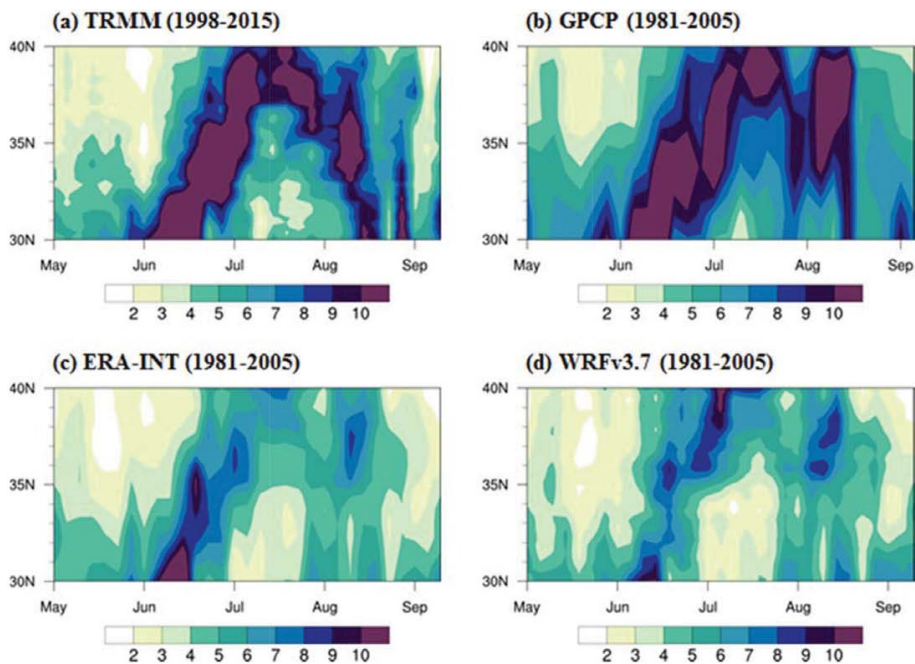 (a) TRMM (1998-2015)
(b) GPCP (1981-2005)
40N
35N
30N
May Jun Jul Aug Sep
2 3 4 5 6 7 8 9 10
40N
35N
30N
May Jun Jul Aug Sep
2 3 4 5 6 7 8 9 10
(c) ERA-INT (1981-2005)
(d) WRFv3.7 (1981-2005)
40N
35N
30N
May Jun Jul Aug Sep
2 3 4 5 6 7 8 9 10
40N
35N
30N
May Jun Jul Aug Sep
2 3 4 5 6 7 8 9 10